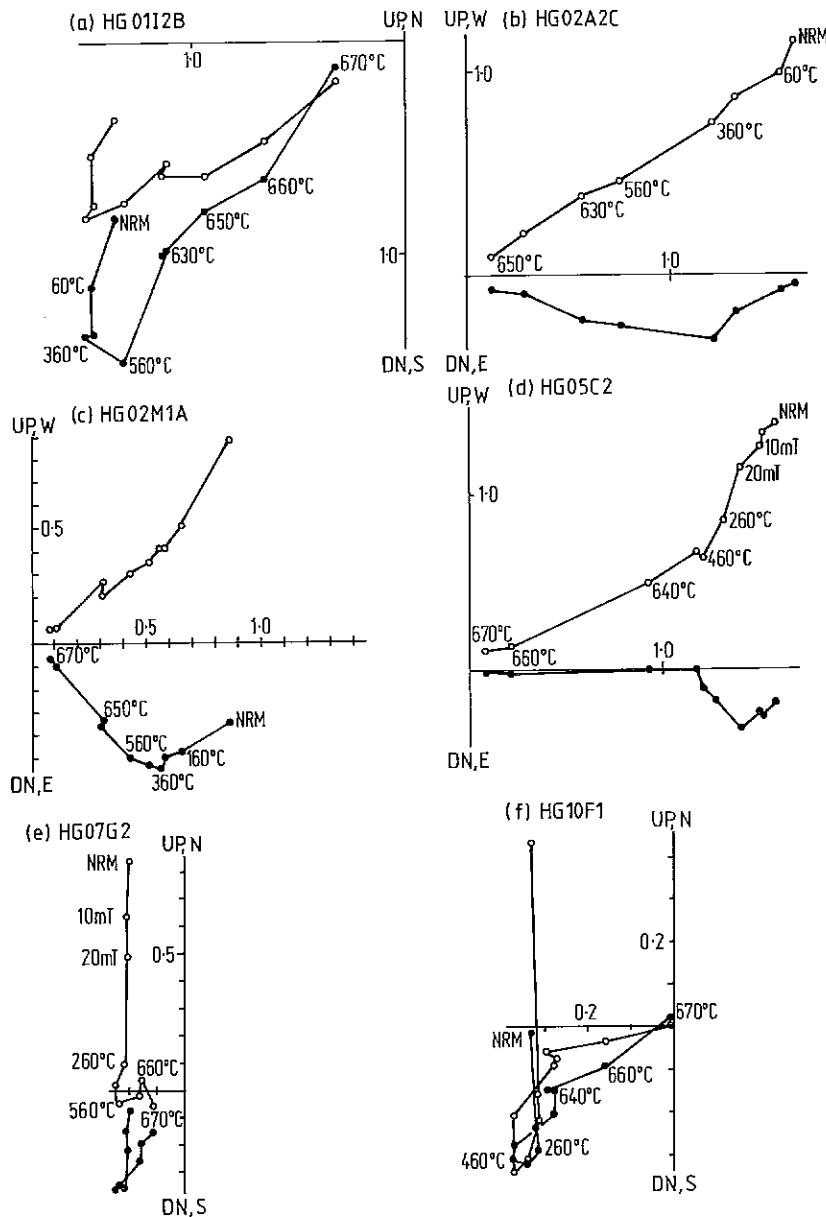 (a) HG01I2B
UP,N
1·0
670°C
660°C
650°C
NRM
630°C
1·0
60°C
360°C
560°C
DN,S
UP,W
(b) HG02A2C
NRM
1·0
60°C
360°C
560°C
630°C
650°C
1·0
DN,E
(c) HG02M1A
UP,W
0·5
0·5
1·0
670°C
650°C
NRM
560°C
160°C
360°C
DN,E
(d) HG05C2
UP,W
NRM
10mT
20mT
1·0
260°C
460°C
640°C
670°C
660°C
1·0
DN,E
(e) HG07G2
UP,N
NRM
10mT
20mT
0·5
260°C
660°C
560°C
670°C
DN,S
(f) HG10F1
UP,N
0·2
0·2
670°C
NRM
660°C
640°C
460°C
260°C
DN,S